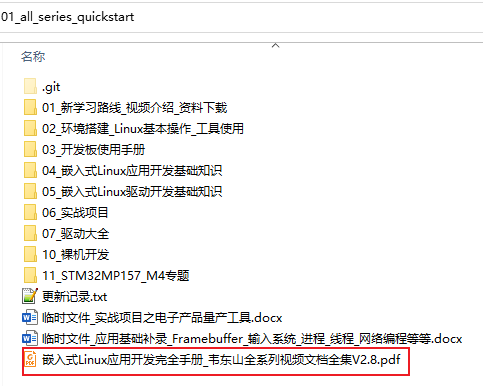 01_all_series_quickstart
名称
.git
01_新学习路线_视频介绍_资料下载
02_环境搭建_Linux基本操作_工具使用
03_开发板使用手册
04_嵌入式Linux应用开发基础知识
05_嵌入式Linux驱动开发基础知识
06_实战项目
07_驱动大全
10_裸机开发
11_STM32MP157_M4专题
更新记录.txt
临时文件_实战项目之电子产品量产工具.docx
临时文件_应用基础补录_Framebuffer_输入系统_进程_线程_网络编程等等.docx
嵌入式Linux应用开发完全手册_韦东山全系列视频文档全集V2.8.pdf